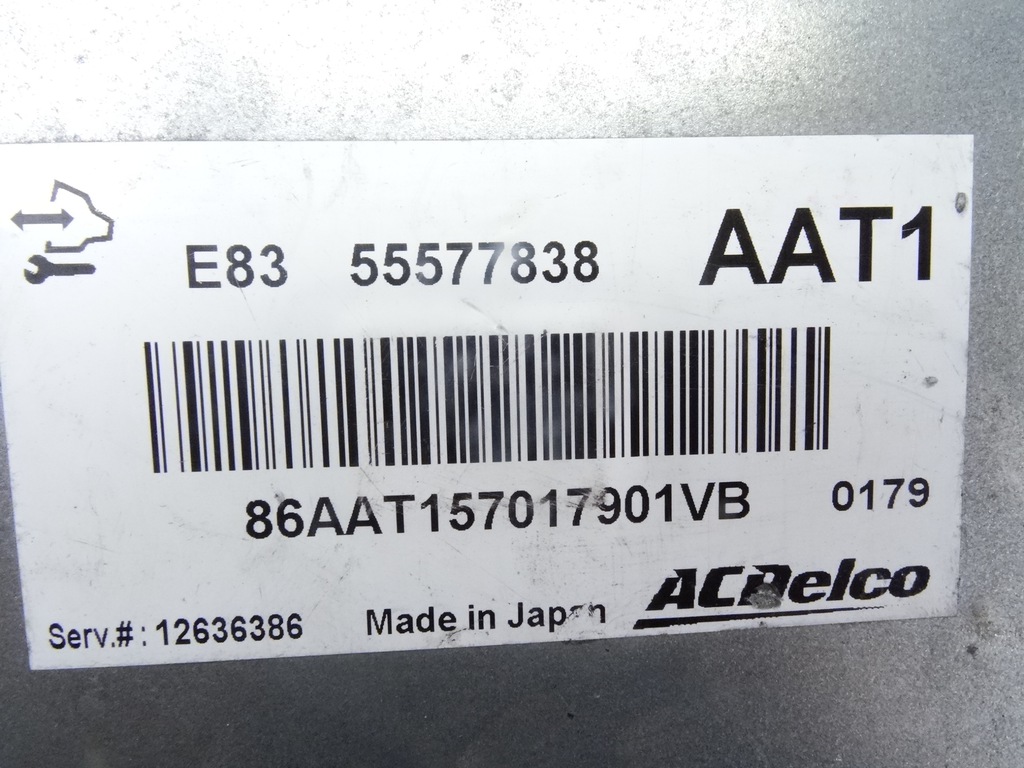 E83 55577838 AAT1
86AAT157017901VB 0179
ACDelco
Serv.#: 12636386 Made in Japan